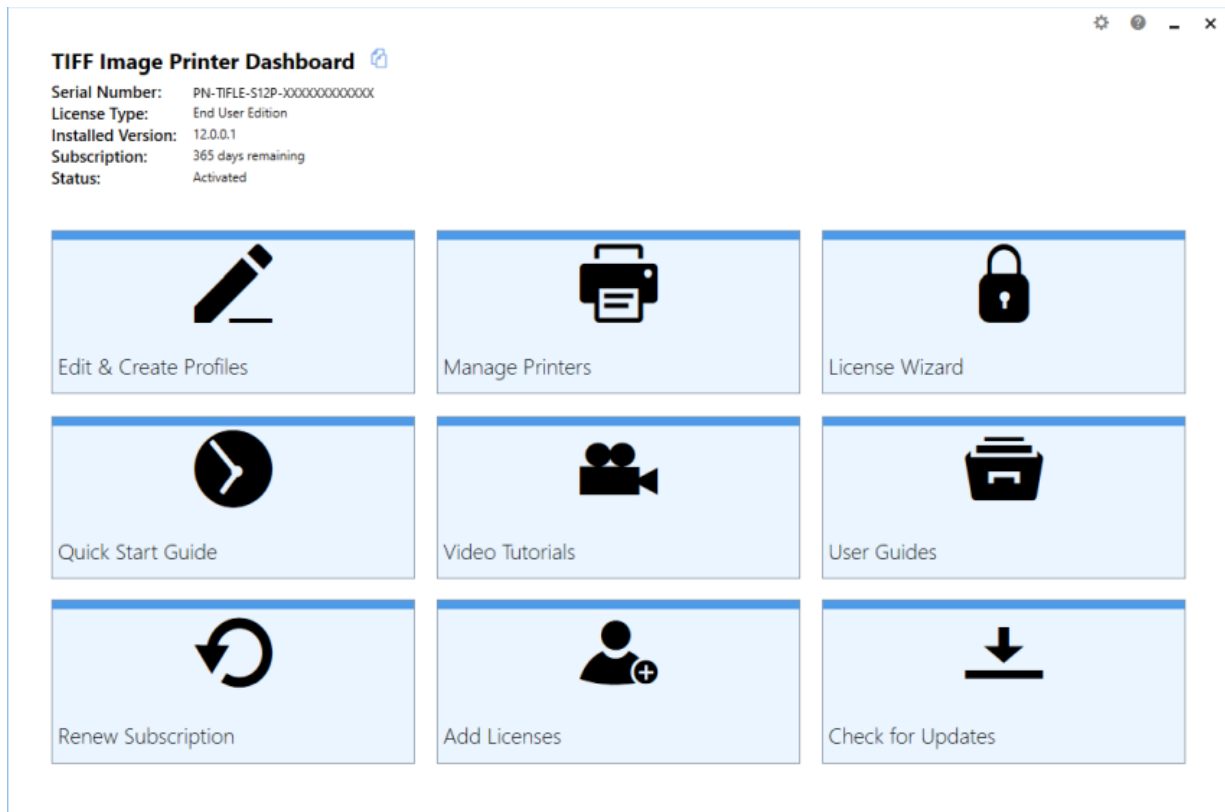 TIFF Image Printer Dashboard
Serial Number: PN-TIFLE-S12P-XXXXXXXXXXXX
License Type: End User Edition
Installed Version: 12.0.0.1
Subscription: 365 days remaining
Status: Activated
Edit & Create Profiles
Manage Printers
License Wizard
Quick Start Guide
Video Tutorials
User Guides
Renew Subscription
Add Licenses
Check for Updates